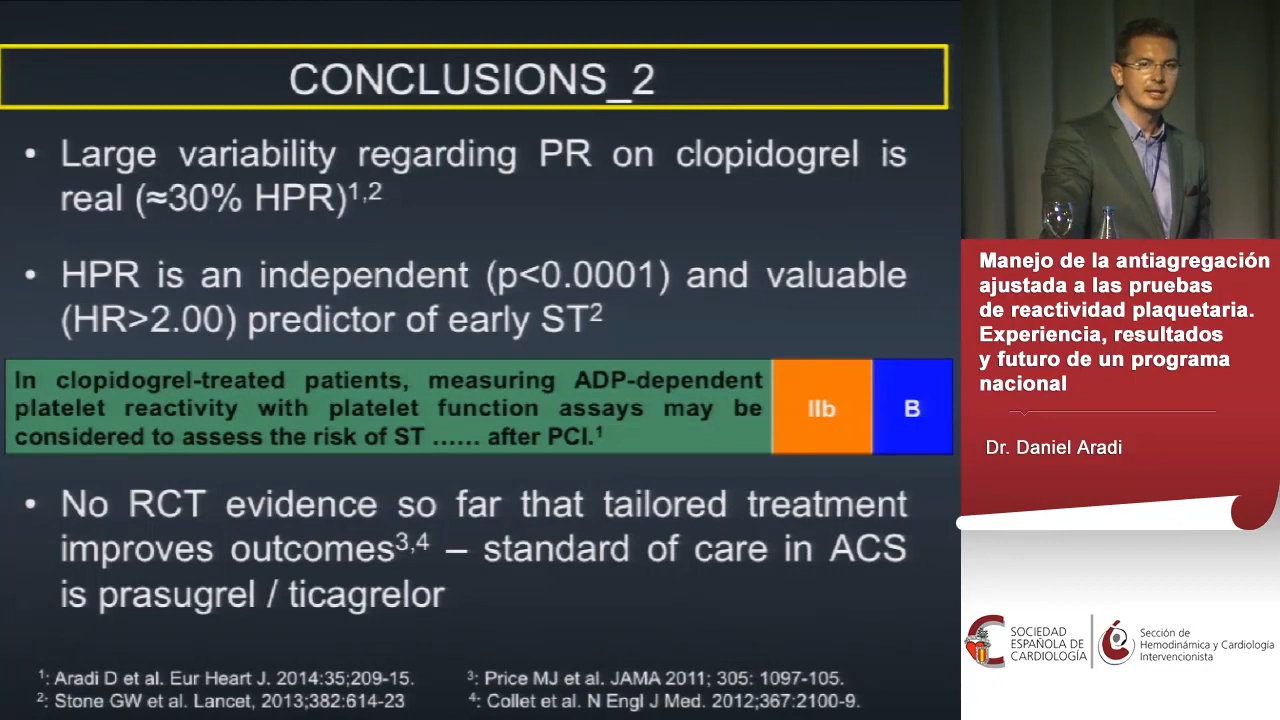 CONCLUSIONS_2
• Large variability regarding PR on clopidogrel is
real (≈30% HPR)1,2
• HPR is an independent (p<0.0001) and valuable
(HR>2.00) predictor of early ST2
In clopidogrel-treated patients, measuring ADP-dependent
platelet reactivity with platelet function assays may be
considered to assess the risk of ST ...... after PCI.1
IIb
B
• No RCT evidence so far that tailored treatment
improves outcomes3,4 – standard of care in ACS
is prasugrel / ticagrelor
1: Aradi D et al. Eur Heart J. 2014:35;209-15.
2: Stone GW et al. Lancet, 2013;382:614-23
3: Price MJ et al. JAMA 2011; 305: 1097-105.
4: Collet et al. N Engl J Med. 2012;367:2100-9.
Manejo de la antiagregación
ajustada a las pruebas
de reactividad plaquetaria.
Experiencia, resultados
y futuro de un programa
nacional
Dr. Daniel Aradi
SOCIEDAD
ESPAÑOLA DE
CARDIOLOGÍA
Sección de
Hemodinámica y Cardiología
Intervencionista